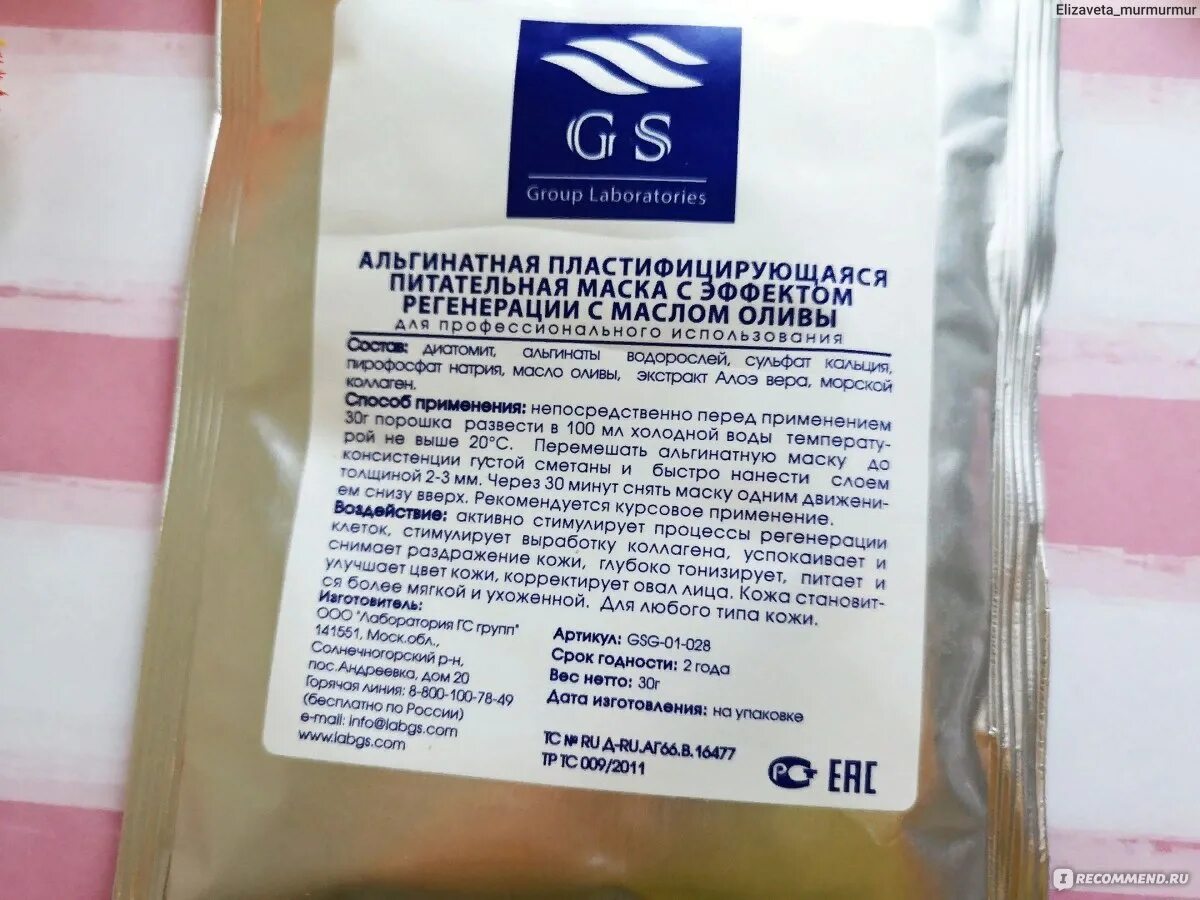 Elizaveta_murmurmur
GS
Group Laboratories
АЛЬГИНАТНАЯ ПЛАСТИФИЦИРУЮЩАЯСЯ
ПИТАТЕЛЬНАЯ МАСКА С ЭФФЕКТОМ
РЕГЕНЕРАЦИИ С МАСЛОМ ОЛИВЫ
для профессионального использования
Состав: диатомит, альгинаты водорослей, сульфат кальция,
пирофосфат натрия, масло оливы, экстракт Алоэ вера, морской
коллаген.
Способ применения: непосредственно перед применением
30г порошка развести в 100 мл холодной воды температу-
рой не выше 20°С. Перемешать альгинатную маску до
консистенции густой сметаны и быстро нанести слоем
толщиной 2-3 мм. Через 30 минут снять маску одним движени-
ем снизу вверх. Рекомендуется курсовое применение.
Воздействие: активно стимулирует процессы регенерации
клеток, стимулирует выработку коллагена, успокаивает и
снимает раздражение кожи, глубоко тонизирует, питает и
улучшает цвет кожи, корректирует овал лица. Кожа становит-
ся более мягкой и ухоженной. Для любого типа кожи.
Изготовитель:
ООО "Лаборатория ГС групп"
141551, Моск.обл.,
Солнечногорский р-н,
пос.Андреевка, дом 20
Горячая линия: 8-800-100-78-49
(бесплатно по России)
e-mail: info@labgs.com
www.labgs.com
Артикул: GSG-01-028
Срок годности: 2 года
Вес нетто: 30г
Дата изготовления: на упаковке
ТС № RU Д-RU.АГ66.В.16477
ТР ТС 009/2011
РСТ EAC
IRECOMMEND.RU